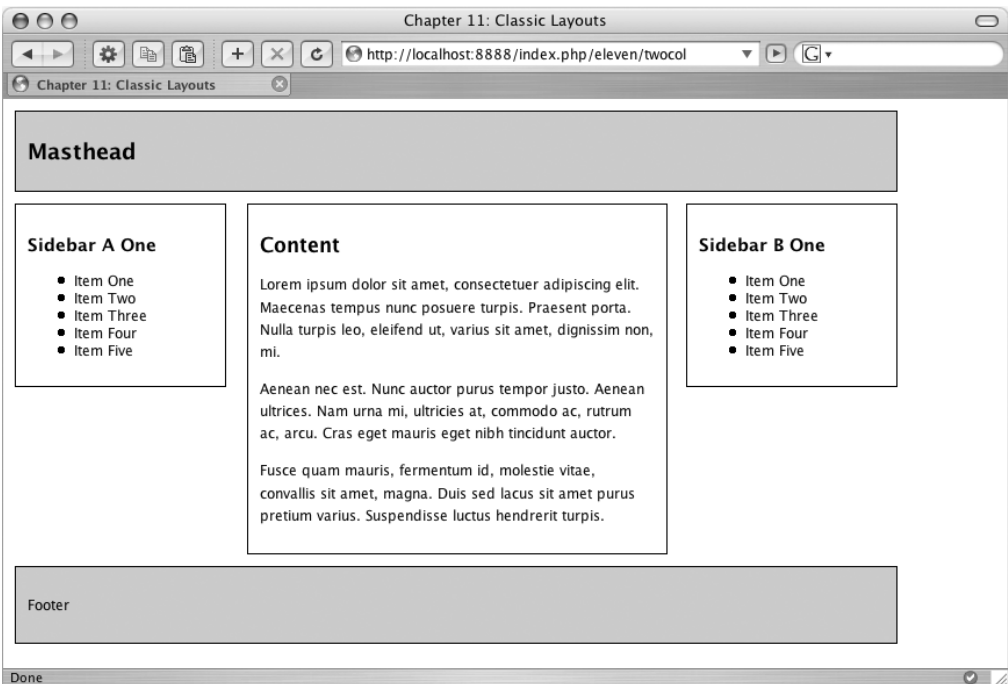 Chapter 11: Classic Layouts
http://localhost:8888/index.php/eleven/twocol
G
Chapter 11: Classic Layouts
Masthead
Sidebar A One
Item One
Item Two
Item Three
Item Four
Item Five
Content
Lorem ipsum dolor sit amet, consectetuer adipiscing elit.
Maecenas tempus nunc posuere turpis. Praesent porta.
Nulla turpis leo, eleifend ut, varius sit amet, dignissim non,
mi.
Aenean nec est. Nunc auctor purus tempor justo. Aenean
ultrices. Nam urna mi, ultricies at, commodo ac, rutrum
ac, arcu. Cras eget mauris eget nibh tincidunt auctor.
Fusce quam mauris, fermentum id, molestie vitae,
convallis sit amet, magna. Duis sed lacus sit amet purus
pretium varius. Suspendisse luctus hendrerit turpis.
Sidebar B One
Item One
Item Two
Item Three
Item Four
Item Five
Footer
Done